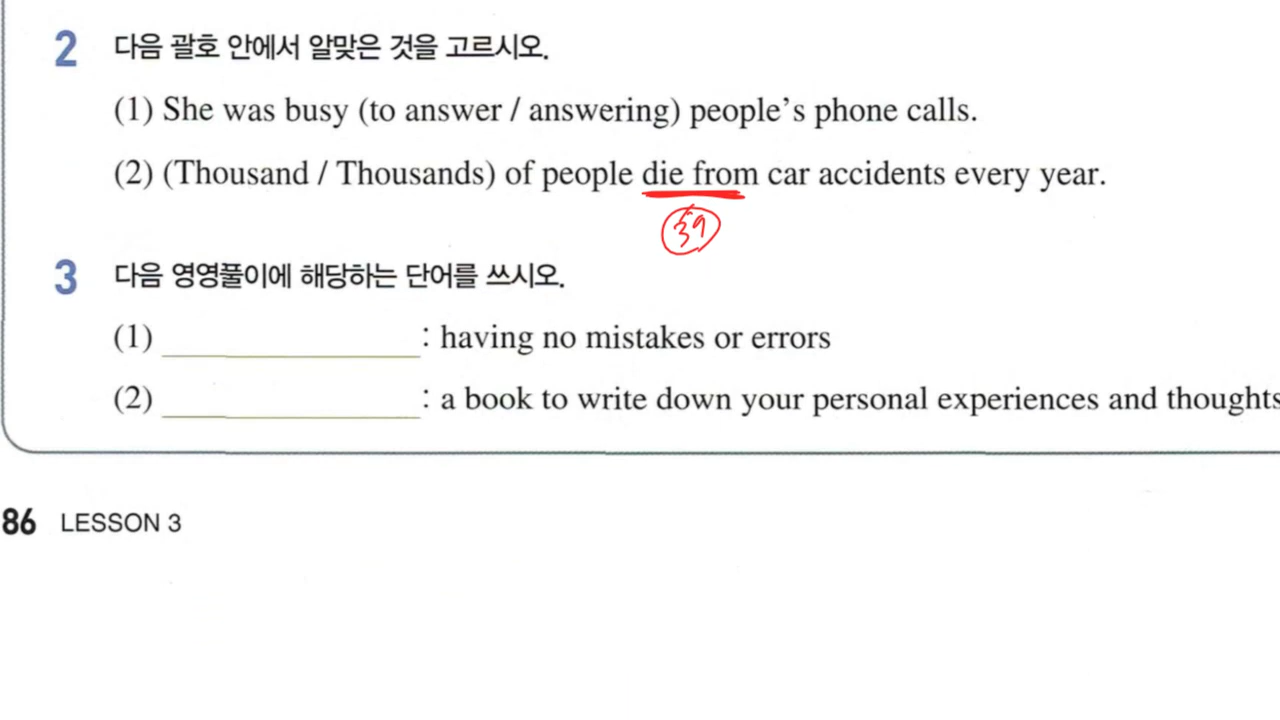 2 다음 괄호 안에서 알맞은 것을 고르시오.
(1) She was busy (to answer / answering) people's phone calls.
(2) (Thousand / Thousands) of people die from car accidents every year.
39
3 다음 영영풀이에 해당하는 단어를 쓰시오.
(1) : having no mistakes or errors
(2) : a book to write down your personal experiences and thoughts
86 LESSON 3